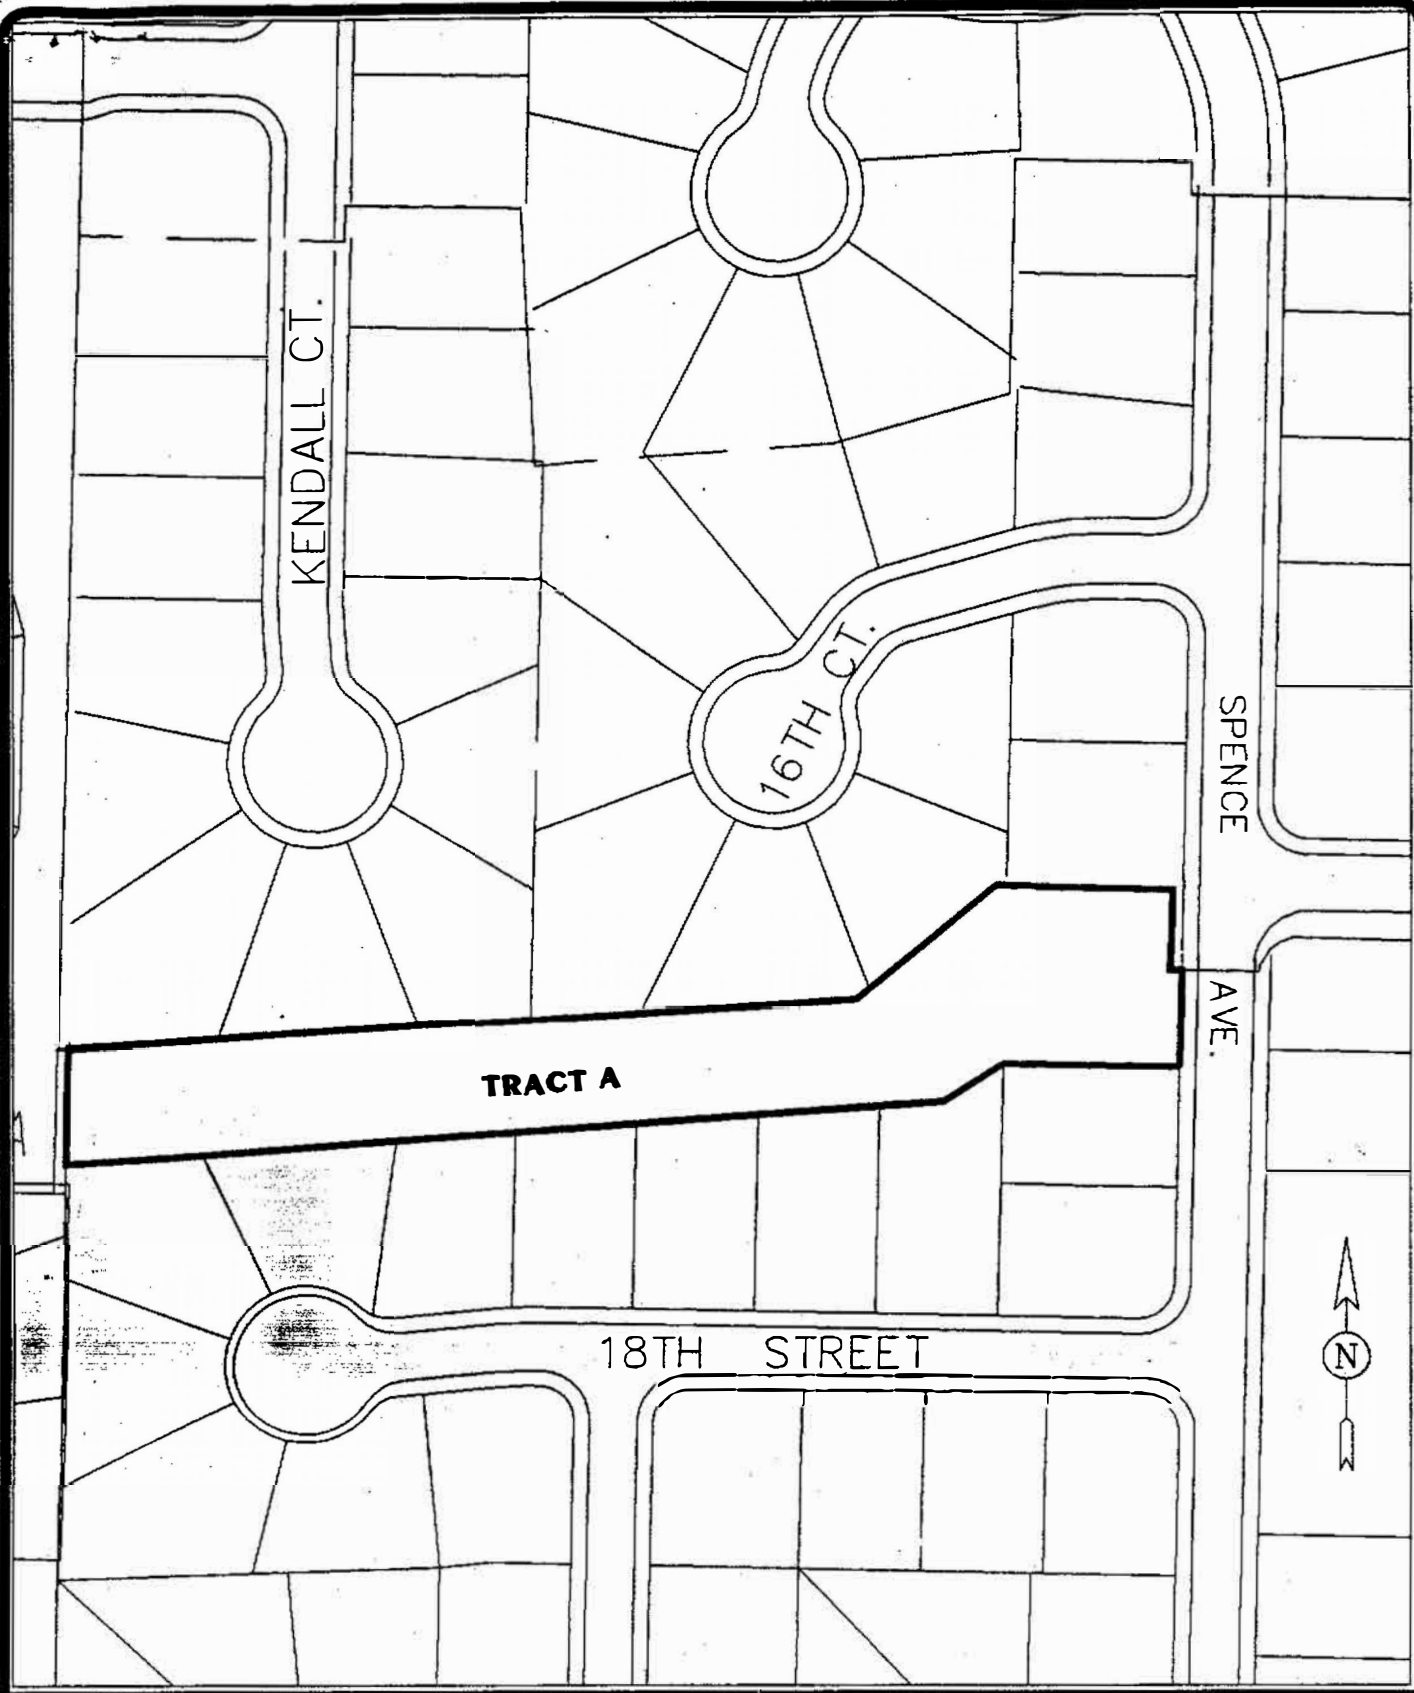 KENDALL CT.
16TH CT.
SPENCE
AVE.
TRACT A
18TH STREET
N